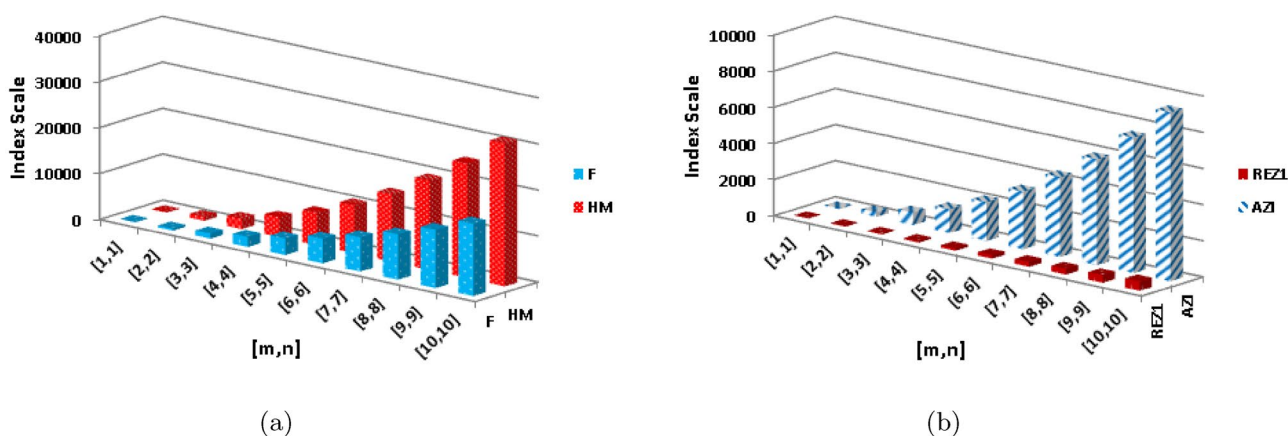 40000
30000
20000
10000
0
Index Scale
[1,1]
[2,2]
[3,3]
[4,4]
[5,5]
[6,6]
[7,7]
[8,8]
[9,9]
[10,10]
F
HM
[m,n]
F
HM
(a)
10000
8000
6000
4000
2000
0
Index Scale
[1,1]
[2,2]
[3,3]
[4,4]
[5,5]
[6,6]
[7,7]
[8,8]
[9,9]
[10,10]
REZ1
AZI
[m,n]
REZ1
AZI
(b)